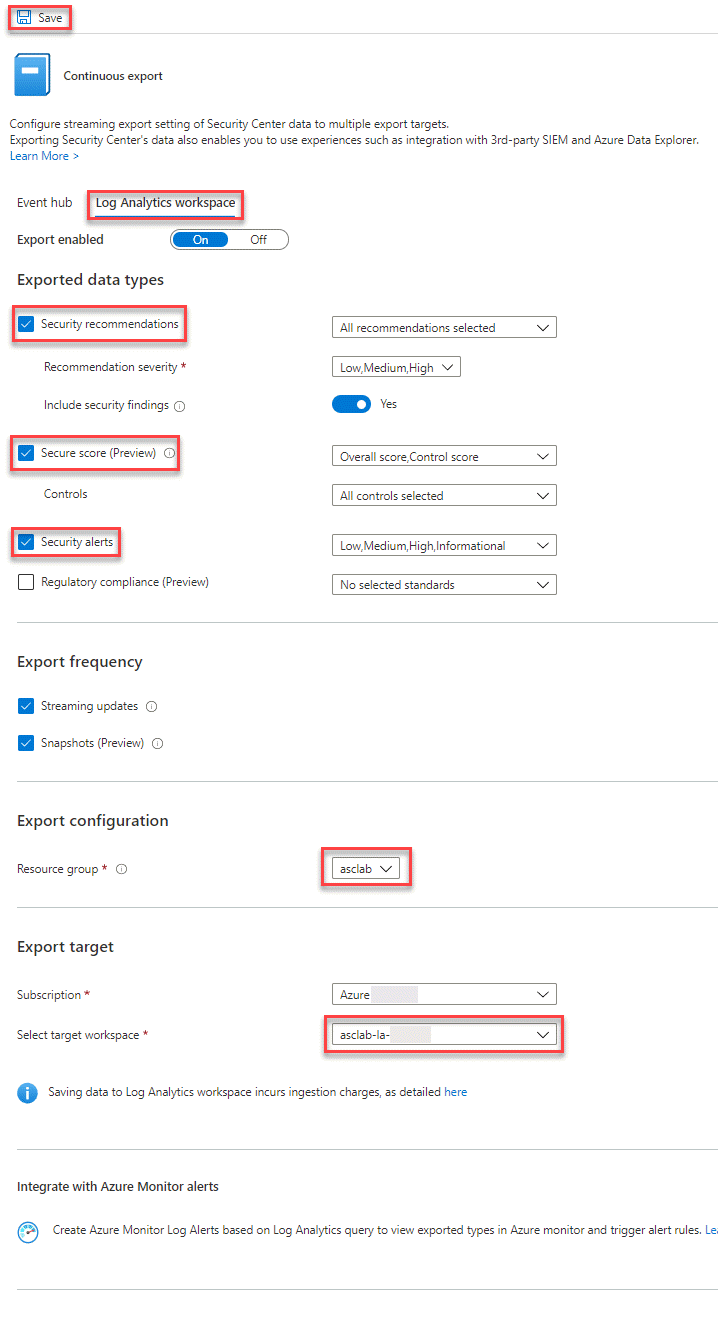 Save
Continuous export
Configure streaming export setting of Security Center data to multiple export targets.
Exporting Security Center's data also enables you to use experiences such as integration with 3rd-party SIEM and Azure Data Explorer.
Learn More >
Event hub Log Analytics workspace
Export enabled On Off
Exported data types
Security recommendations All recommendations selected
Recommendation severity * Low,Medium,High
Include security findings Yes
Secure score (Preview) Overall score,Control score
Controls All controls selected
Security alerts Low,Medium,High,Informational
Regulatory compliance (Preview) No selected standards
Export frequency
Streaming updates
Snapshots (Preview)
Export configuration
Resource group * asclab
Export target
Subscription * Azure
Select target workspace * asclab-la-
Saving data to Log Analytics workspace incurs ingestion charges, as detailed here
Integrate with Azure Monitor alerts
Create Azure Monitor Log Alerts based on Log Analytics query to view exported types in Azure monitor and trigger alert rules.